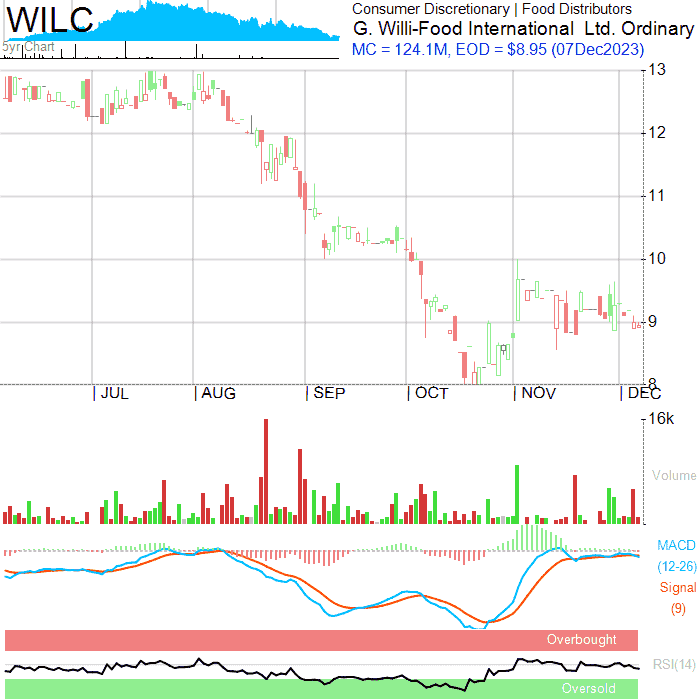 WILC
5yr Chart
Consumer Discretionary | Food Distributors
G. Willi-Food International Ltd. Ordinary
MC = 124.1M, EOD = $8.95 (07Dec2023)
13
12
11
10
9
8
JUL AUG SEP OCT NOV DEC
16k
Volume
MACD
(12-26)
Signal
(9)
Overbought
RSI(14)
Oversold